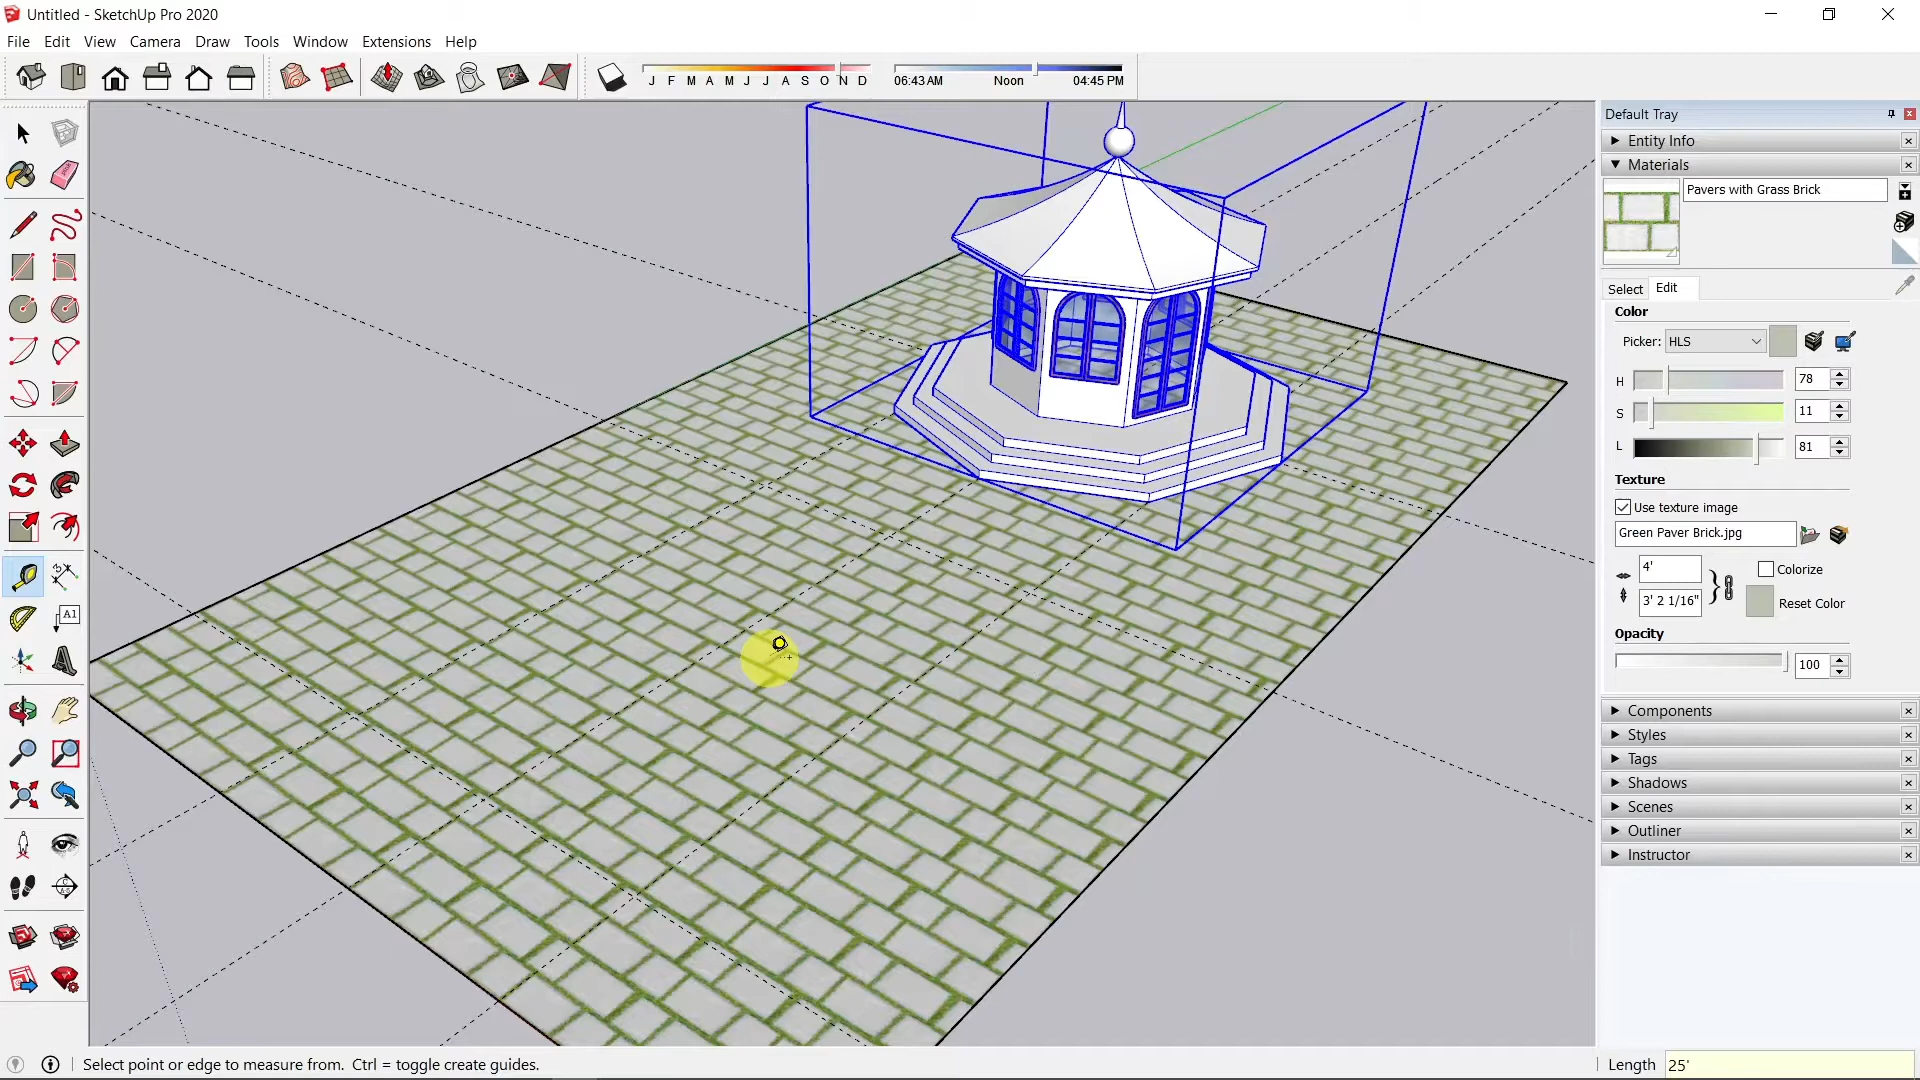 Untitled - SketchUp Pro 2020
File Edit View Camera Draw Tools Window Extensions Help
J F M A M J J A S O N D
06:43 AM Noon 04:45 PM
Default Tray
Entity Info
Materials
Pavers with Grass Brick
Select Edit
Color
Picker: HLS
H 78
S 11
L 81
Texture
Use texture image
Green Paver Brick.jpg
4'
Colorize
3' 2 1/16"
Reset Color
Opacity
100
Components
Styles
Tags
Shadows
Scenes
Outliner
Instructor
A1
Select point or edge to measure from. Ctrl = toggle create guides.
Length 25'